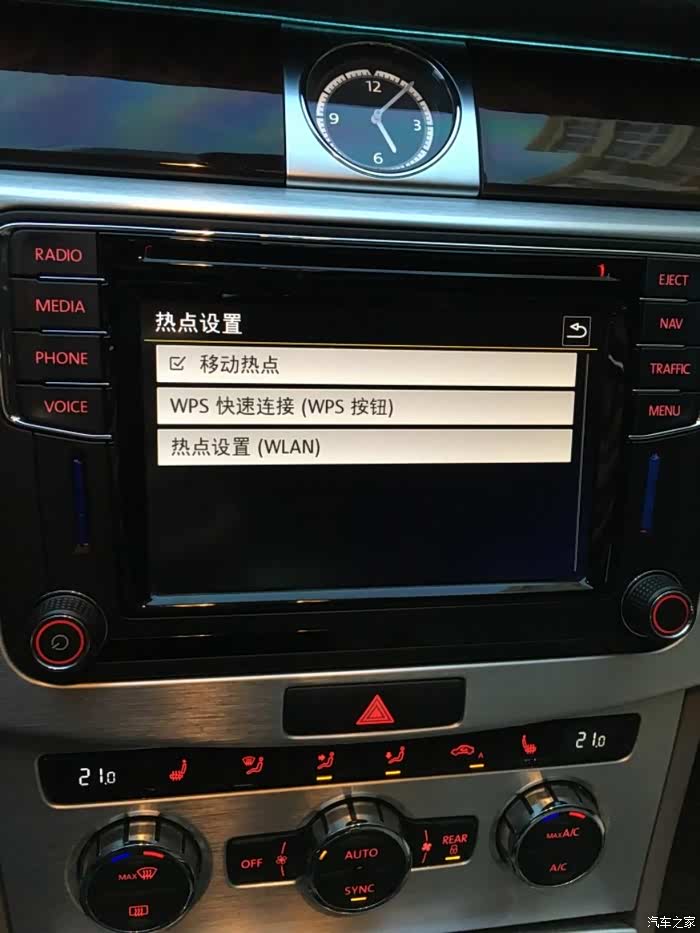 12
9
3
6
RADIO
EJECT
MEDIA
NAV
PHONE
TRAFFIC
VOICE
MENU
热点设置
移动热点
WPS 快速连接 (WPS 按钮)
热点设置 (WLAN)
21.0
A
21.0
OFF
AUTO
REAR
SYNC
MAX
MAX A/C
A/C
汽车之家